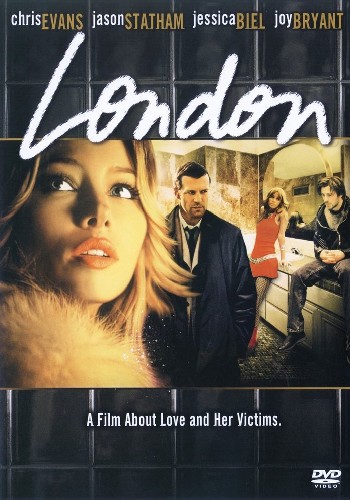 chrisEVANS jasonSTATHAM jessicaBIEL joyBRYANT
London
A Film About Love and Her Victims.
DVD
VIDEO